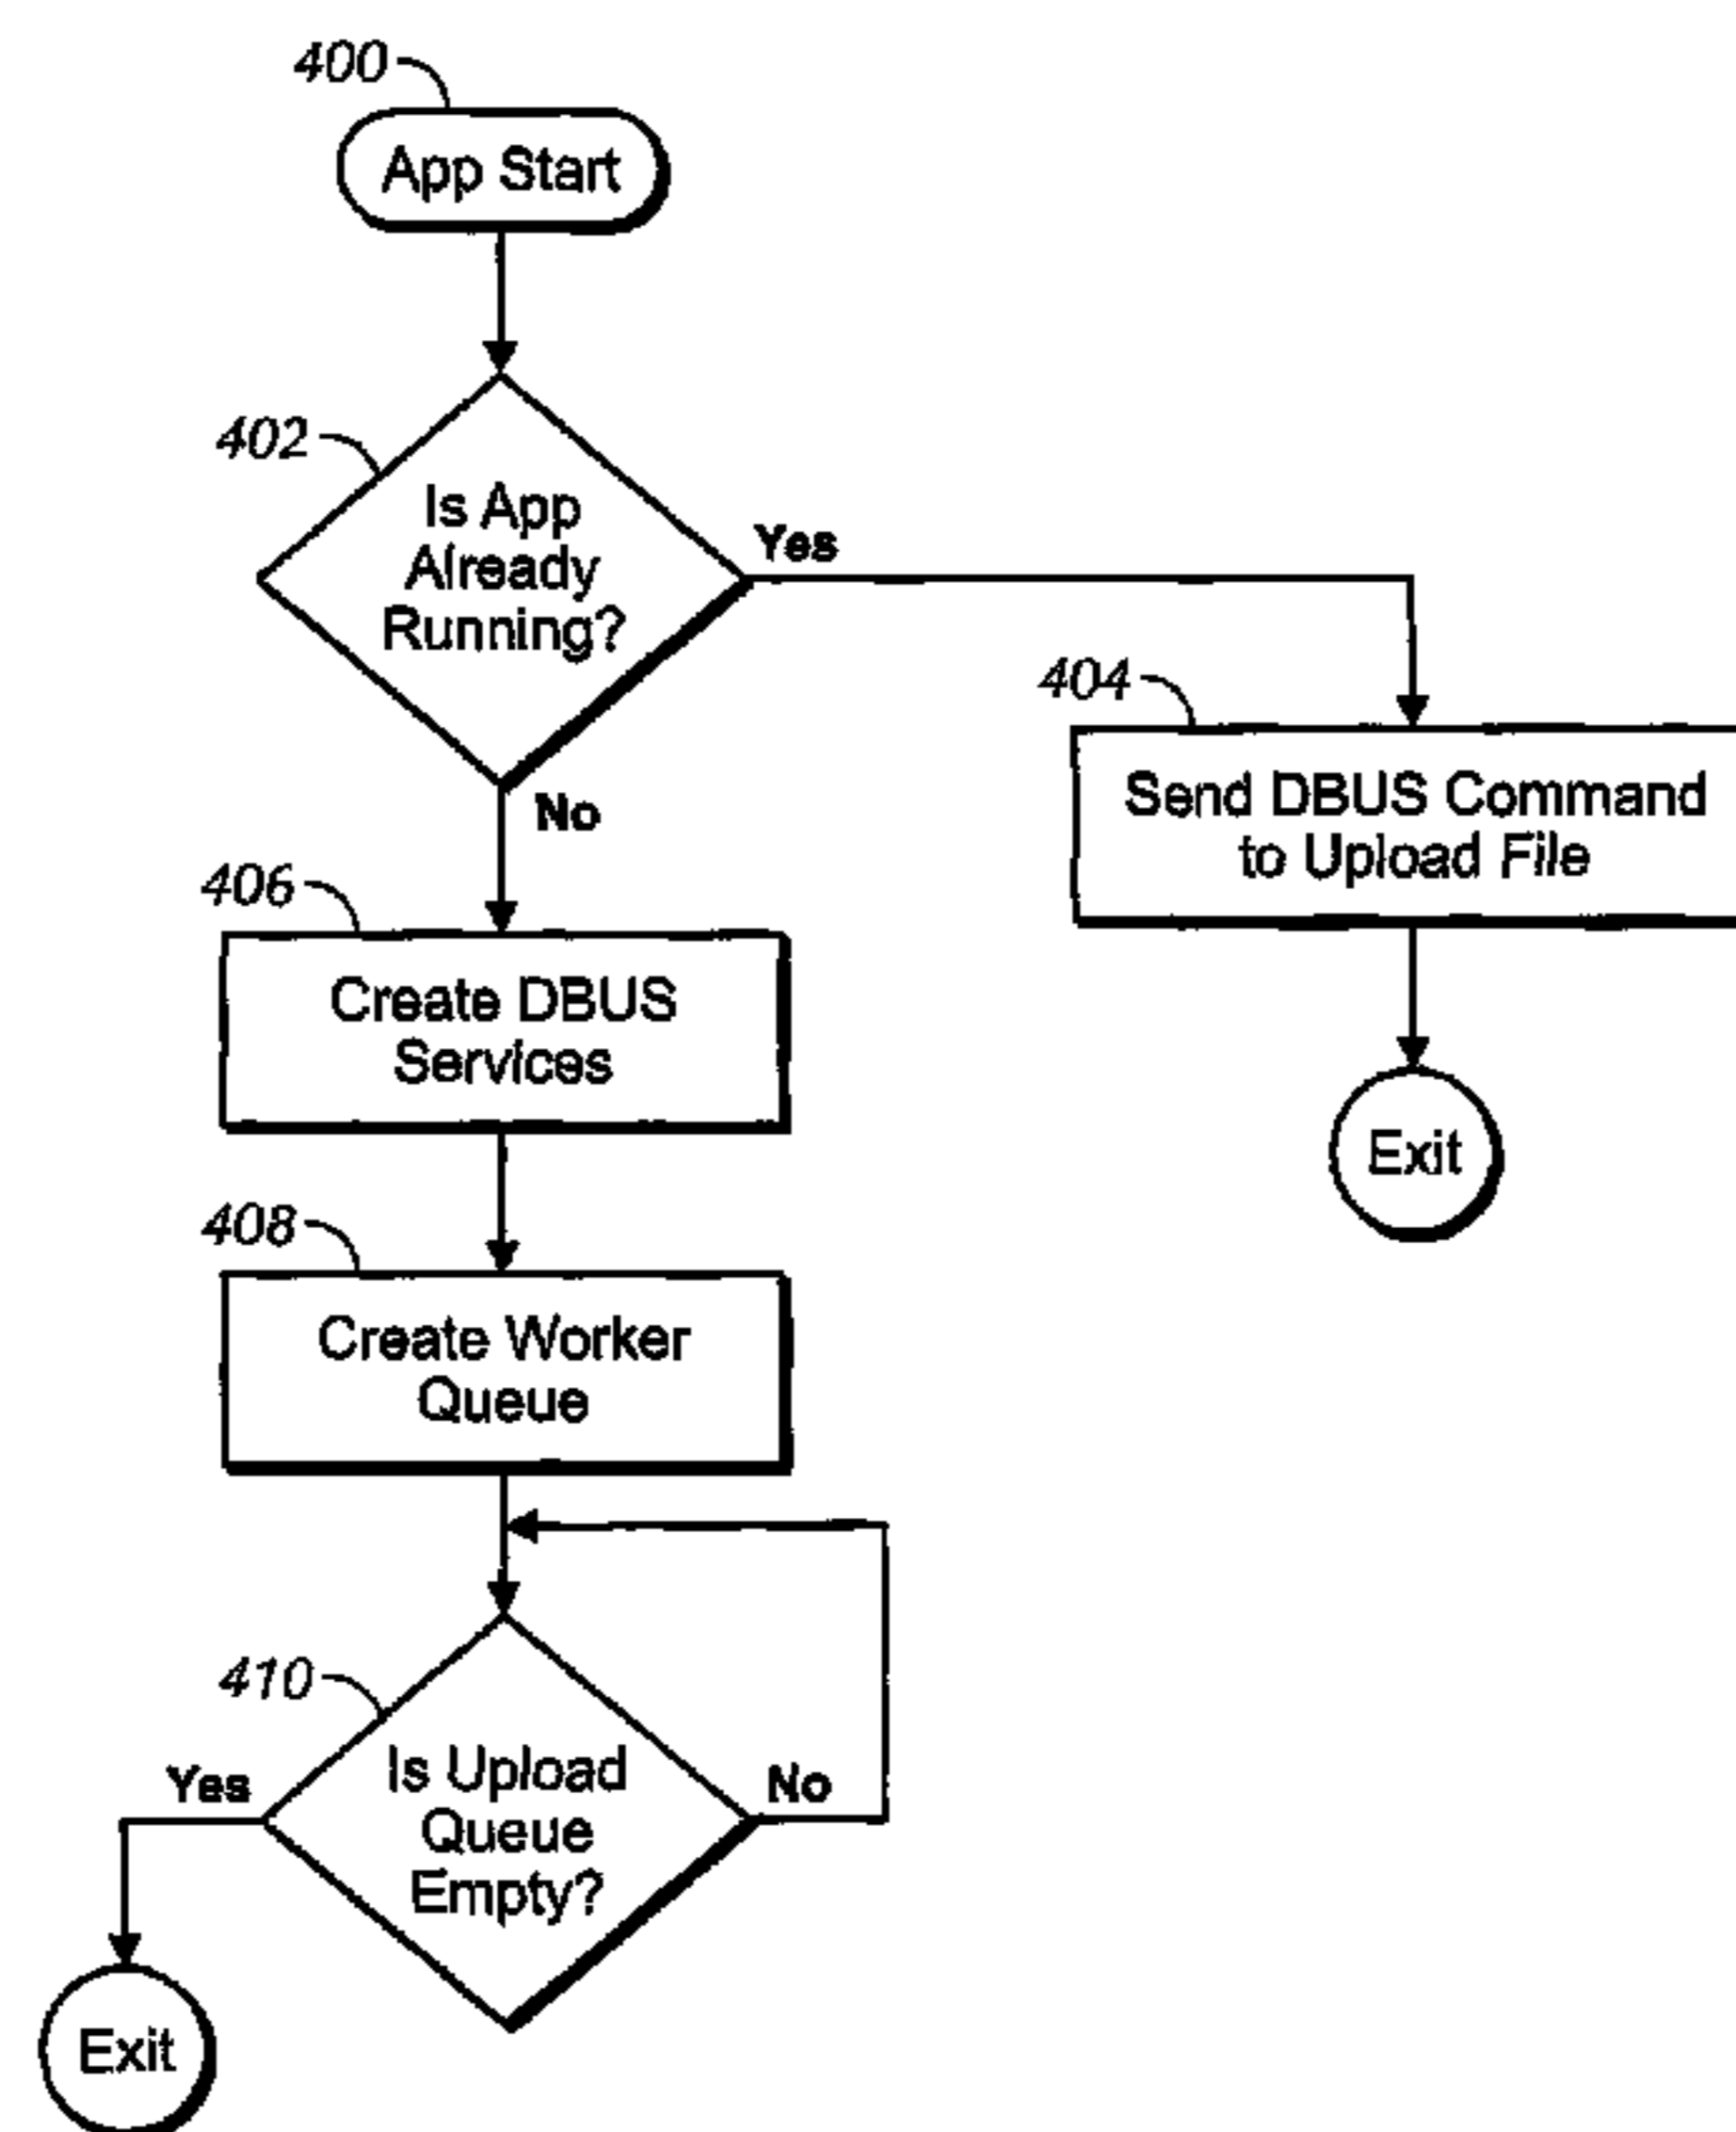 400
App Start
402
Is App
Already
Running?
Yes
No
404
Send DBUS Command
to Upload File
Exit
406
Create DBUS
Services
408
Create Worker
Queue
410
Is Upload
Queue
Empty?
Yes
No
Exit